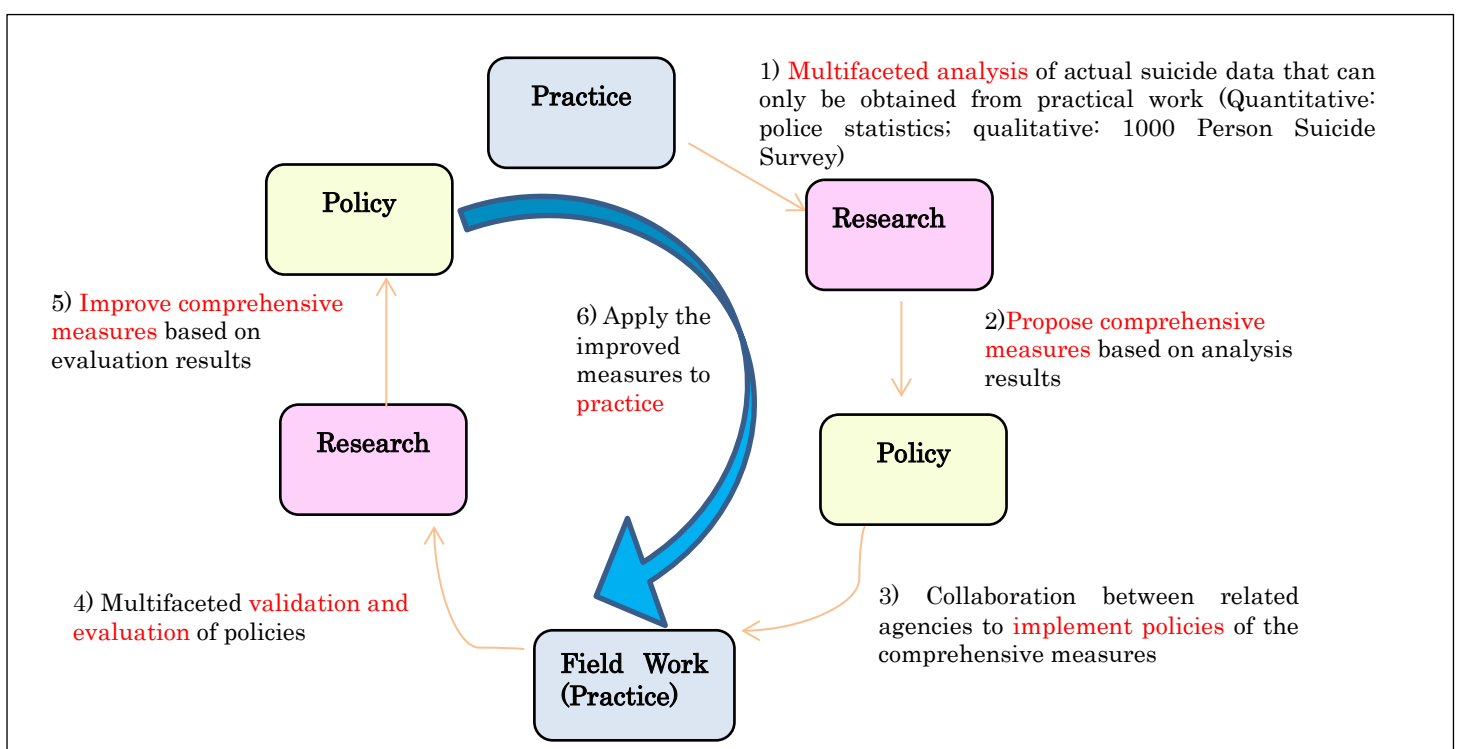 Practice
1) Multifaceted analysis of actual suicide data that can
only be obtained from practical work (Quantitative:
police statistics; qualitative: 1000 Person Suicide
Survey)
Research
2)Propose comprehensive
measures based on analysis
results
Policy
3) Collaboration between related
agencies to implement policies of the
comprehensive measures
Field Work
(Practice)
4) Multifaceted validation and
evaluation of policies
Research
5) Improve comprehensive
measures based on
evaluation results
Policy
6) Apply the
improved
measures to
practice